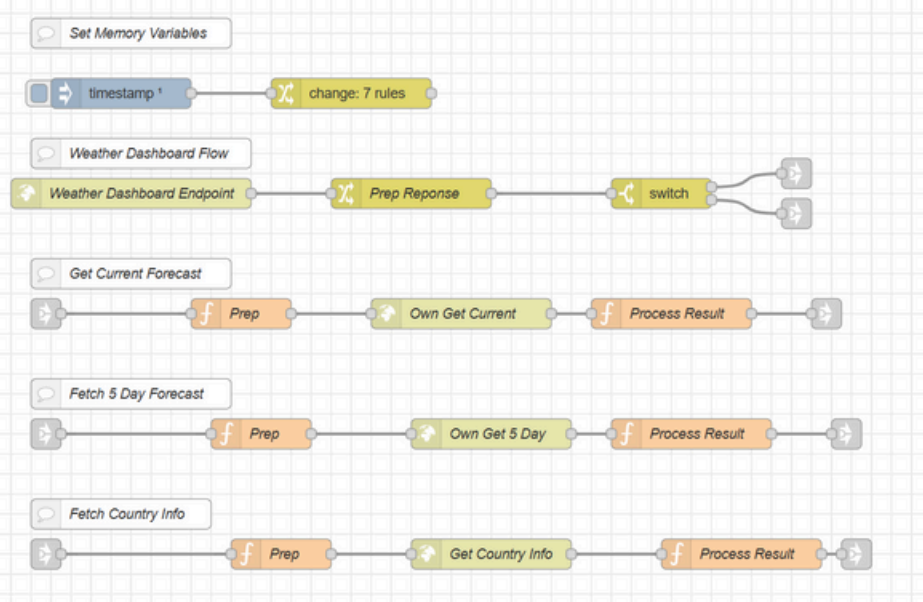 Set Memory Variables
timestamp ¹
change: 7 rules
Weather Dashboard Flow
Weather Dashboard Endpoint
Prep Reponse
switch
Get Current Forecast
Prep
Own Get Current
Process Result
Fetch 5 Day Forecast
Prep
Own Get 5 Day
Process Result
Fetch Country Info
Prep
Get Country Info
Process Result